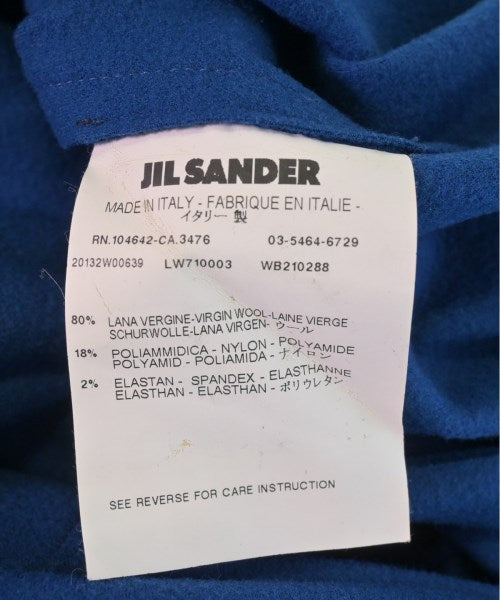 JIL SANDER
MADE IN ITALY - FABRIQUE EN ITALIE -
イタリー 製
RN.104642-CA.3476 03-5464-6729
20132W00639 LW710003 WB210288
80% LANA VERGINE-VIRGIN WOOL-LAINE VIERGE
SCHURWOLLE-LANA VIRGEN- ウール
18% POLIAMMIDICA - NYLON - POLYAMIDE
POLYAMID - POLIAMIDA - ナイロン
2% ELASTAN - SPANDEX - ELASTHANNE
ELASTHAN - ELASTHAN - ポリウレタン
SEE REVERSE FOR CARE INSTRUCTION